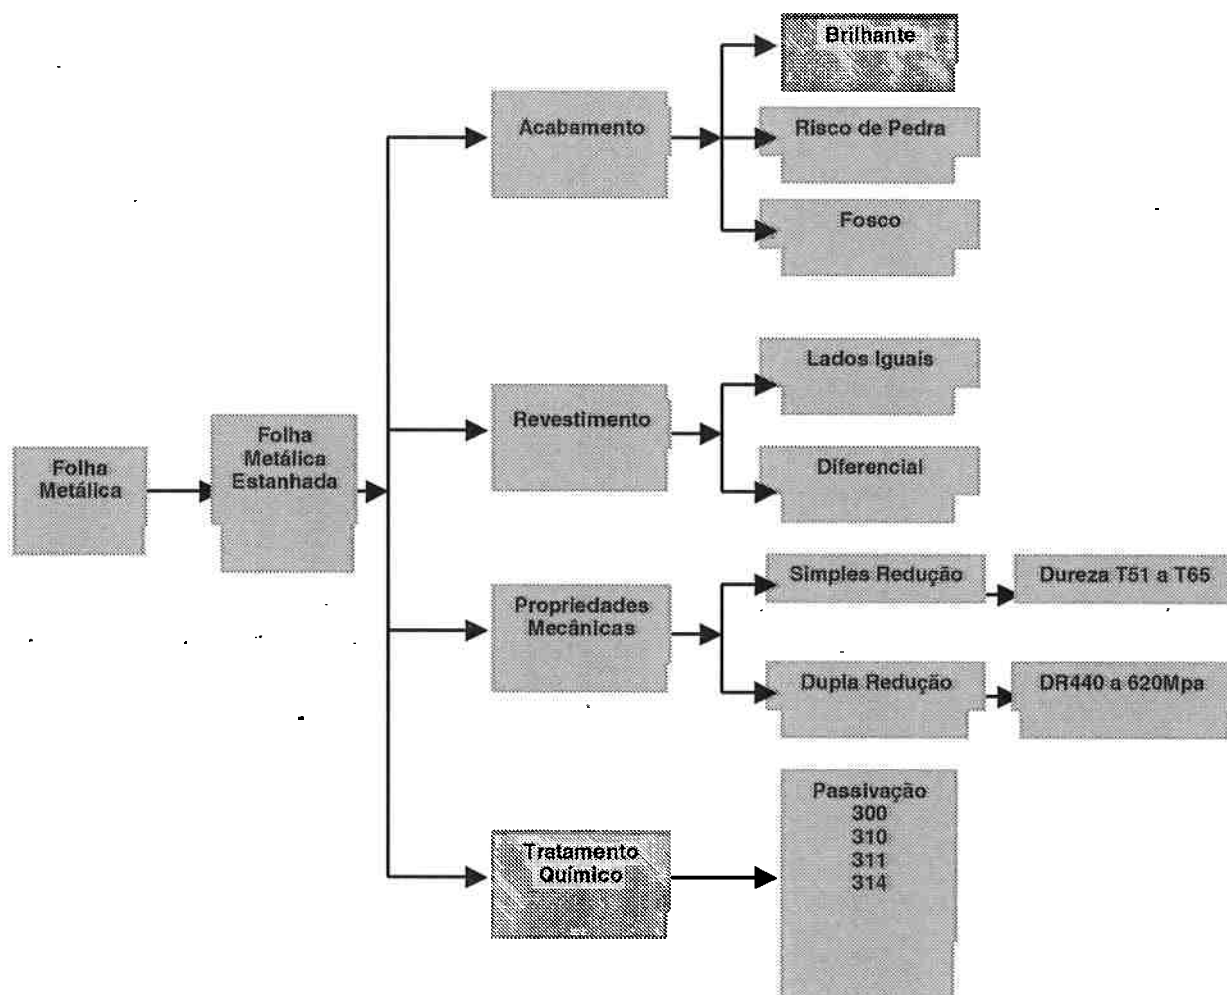 Folha
Metálica
Folha
Metálica
Estanhada
Acabamento
Brilhante
Risco de Pedra
Fosco
Revestimento
Lados Iguais
Diferencial
Propriedades
Mecânicas
Simples Redução
Dureza T51 a T65
Dupla Redução
DR440 a 620Mpa
Tratamento
Químico
Passivação
300
310
311
314